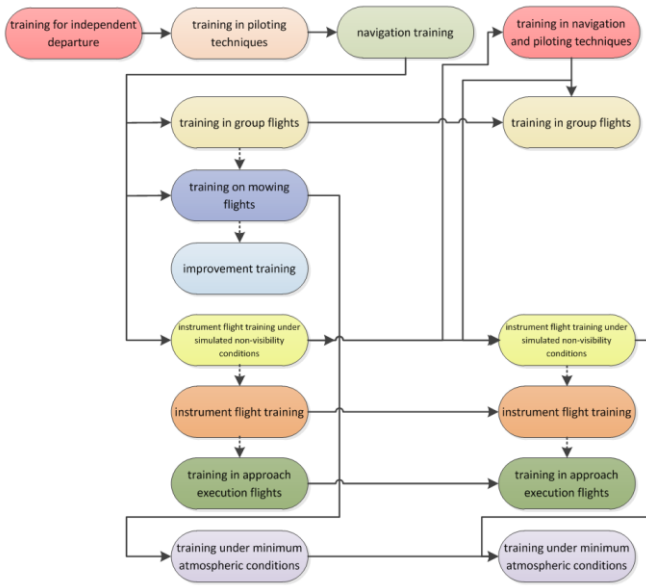 training for independent
departure
training in piloting
techniques
navigation training
training in navigation
and piloting techniques
training in group flights
training in group flights
training on mowing
flights
improvement training
instrument flight training under
simulated non-visibility
conditions
instrument flight training under
simulated non-visibility
conditions
instrument flight training
instrument flight training
training in approach
execution flights
training in approach
execution flights
training under minimum
atmospheric conditions
training under minimum
atmospheric conditions